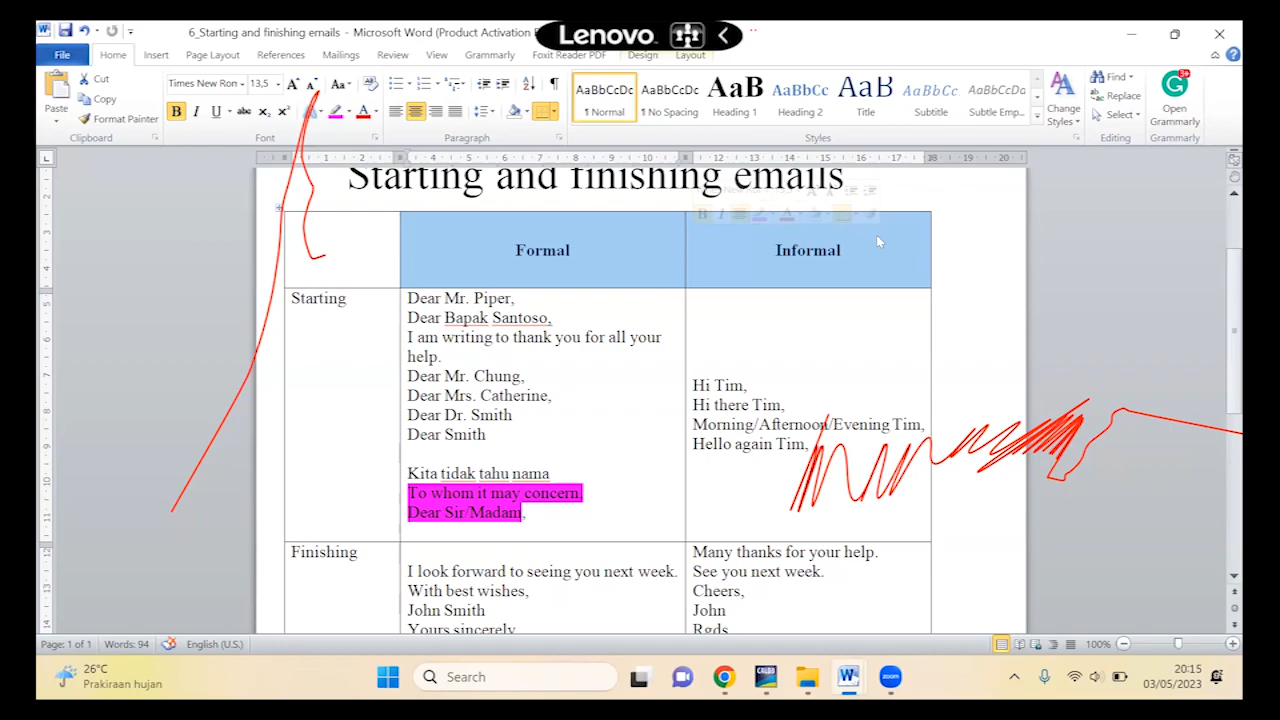 6_Starting and finishing emails - Microsoft Word (Product Activation
Lenovo
File Home Insert Page Layout References Mailings Review View Grammarly Foxit Reader PDF Design Layout
Cut
Copy
Format Painter
Paste
Clipboard
Times New Ron 13,5
Font
Paragraph
AaBbCcDc AaBbCcDc AaB AaBbCc AaB AaBbCc AaBbCcDc
¶ Normal ¶ No Spacing Heading 1 Heading 2 Title Subtitle Subtle Emp...
Change Styles
Styles
Find
Replace
Select
Editing
Open Grammarly
Grammarly
Starting and finishing emails
Formal Informal
Starting
Dear Mr. Piper,
Dear Bapak Santoso,
I am writing to thank you for all your
help.
Dear Mr. Chung,
Dear Mrs. Catherine,
Dear Dr. Smith
Dear Smith
Kita tidak tahu nama
To whom it may concern,
Dear Sir/Madam,
Hi Tim,
Hi there Tim,
Morning/Afternoon/Evening Tim,
Hello again Tim,
Finishing
I look forward to seeing you next week.
With best wishes,
John Smith
Yours sincerely
Many thanks for your help.
See you next week.
Cheers,
John
Rgds
Page: 1 of 1 Words: 94 English (U.S.) 100%
26°C
Prakiraan hujan
Search
zoom
20:15
03/05/2023